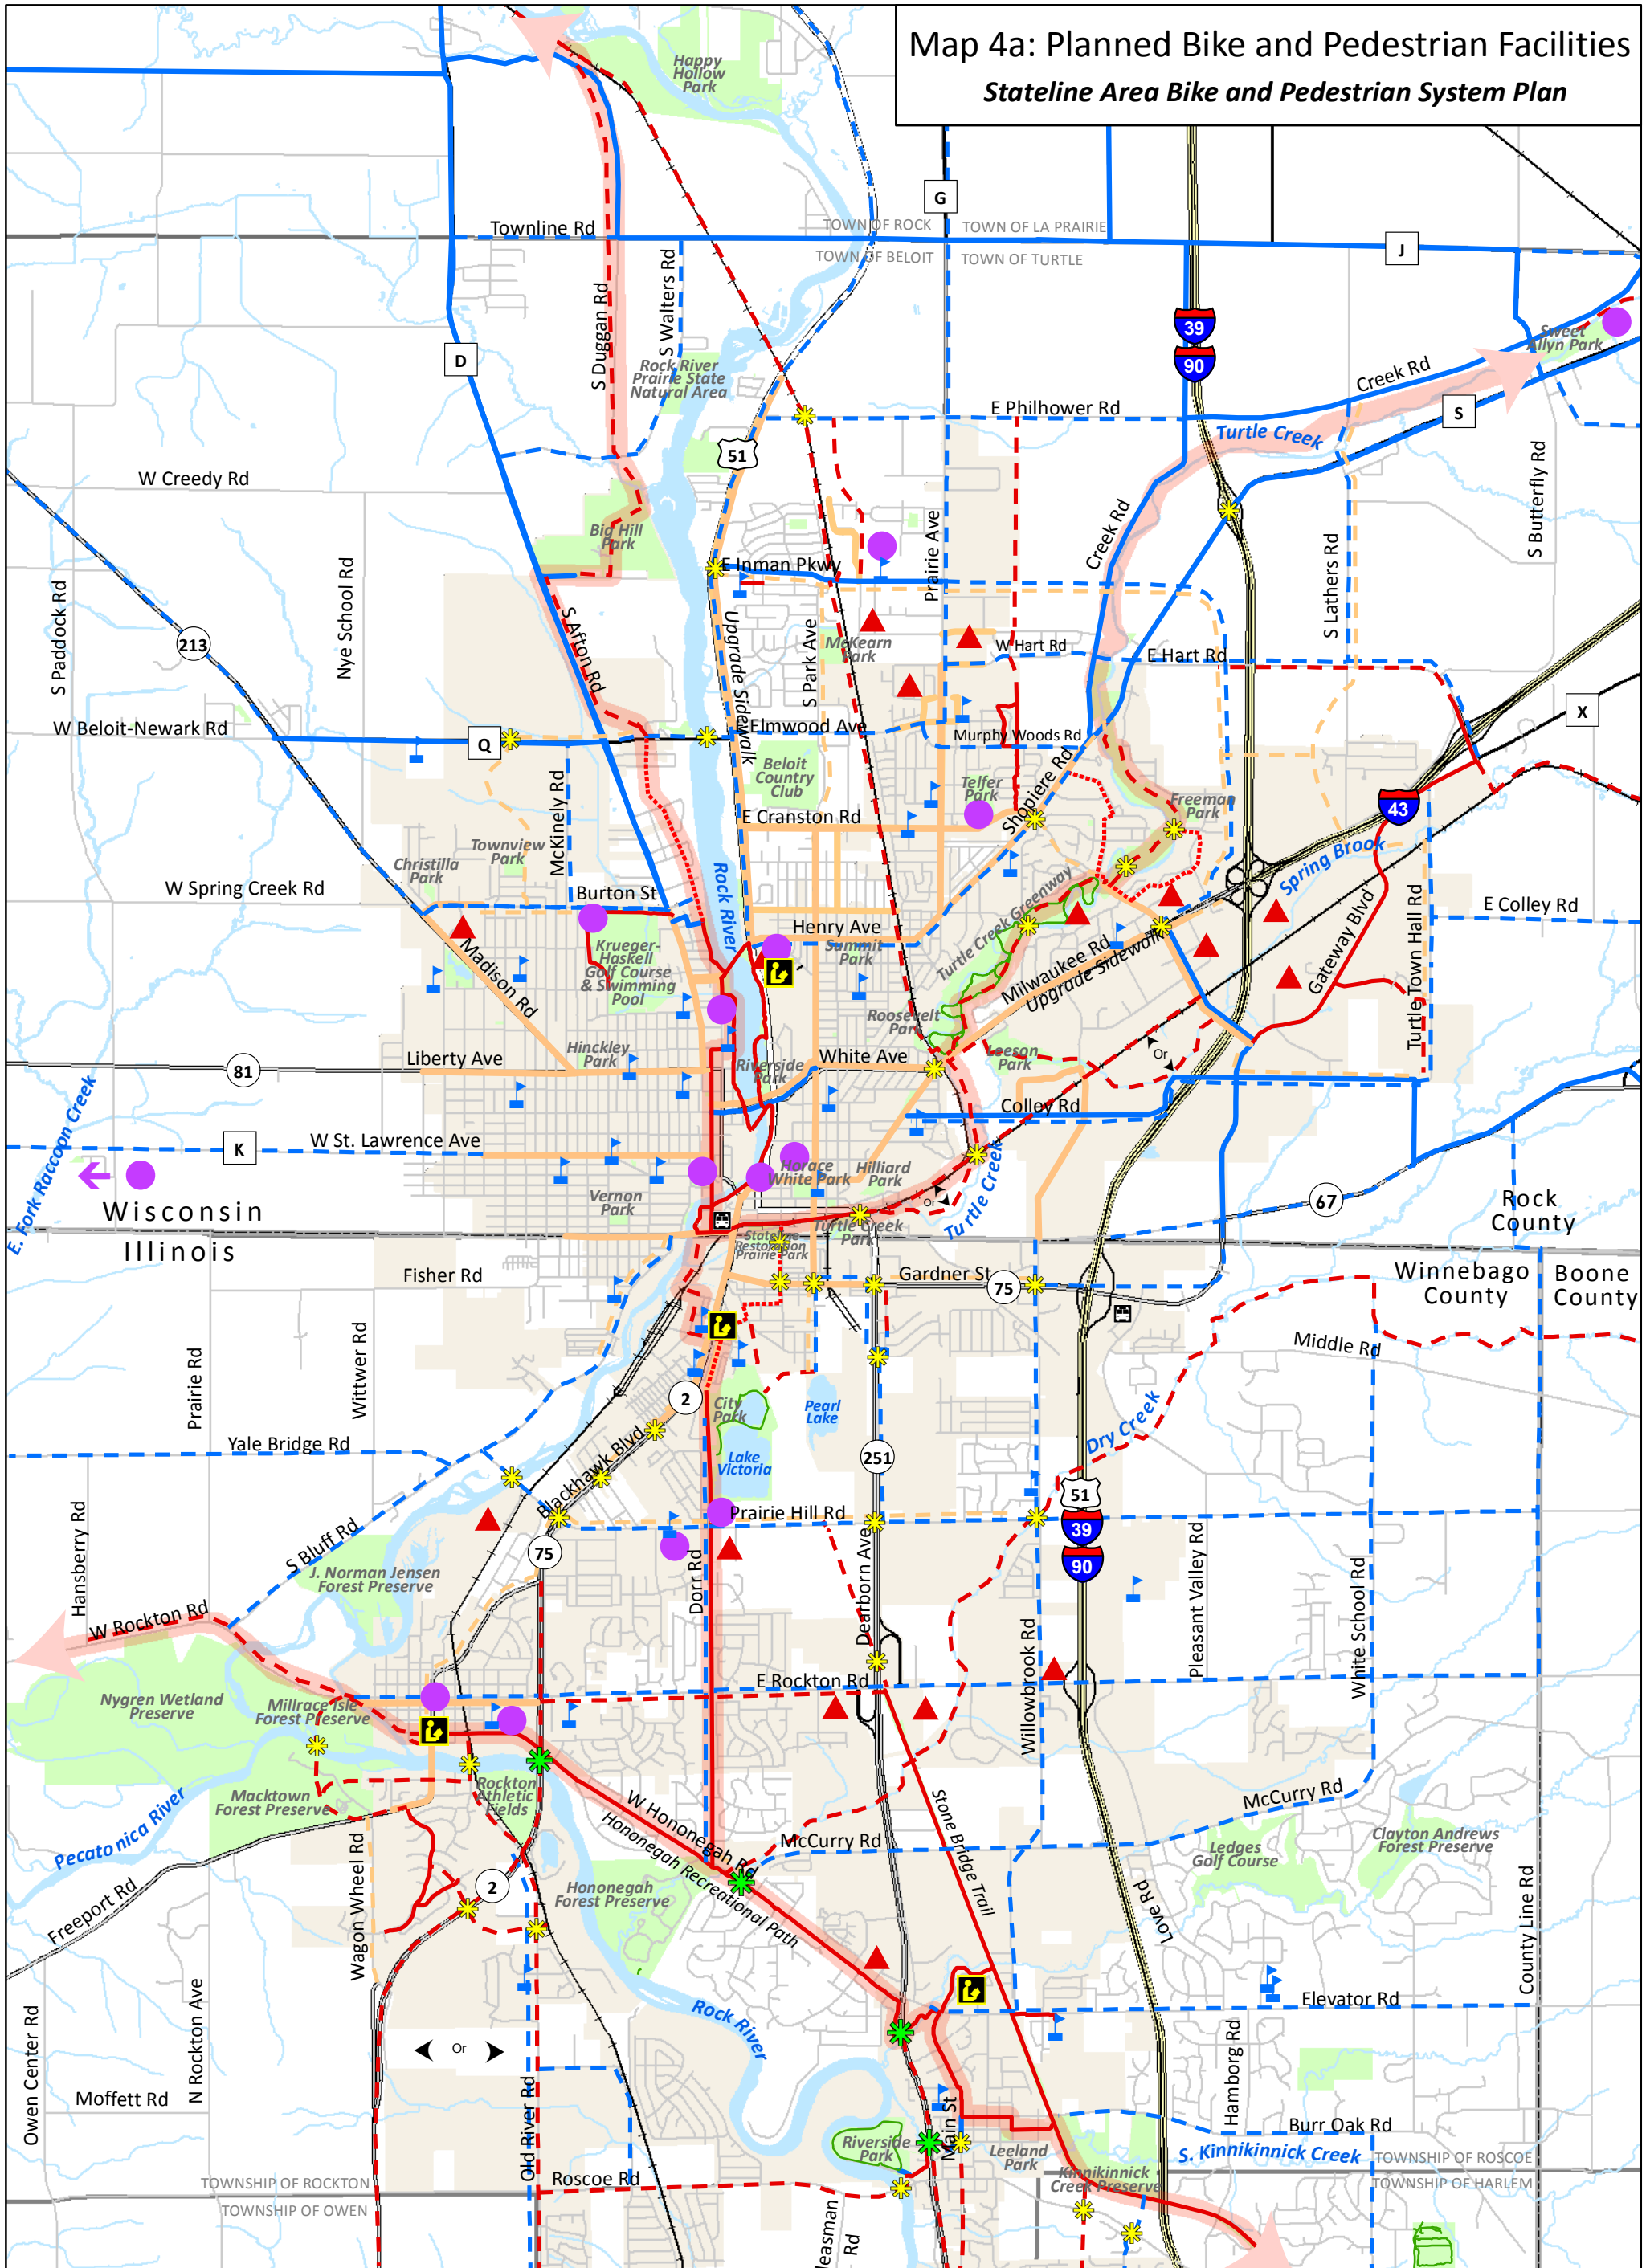 Map 4a: Planned Bike and Pedestrian Facilities
Stateline Area Bike and Pedestrian System Plan
Happy
Hollow
Park
G
Townline Rd
TOWN OF ROCK
TOWN OF LA PRAIRIE
TOWN OF BELOIT
TOWN OF TURTLE
J
S Duggan Rd
S Walters Rd
39
90
Sweet
Allyn Park
D
Rock River
Prairie State
Natural Area
Creek Rd
E Philhower Rd
S
Turtle Creek
51
W Creedy Rd
S Butterfly Rd
Big Hill
Park
Prairie Ave
Creek Rd
S Paddock Rd
Nye School Rd
E Inman Pkwy
S Lathers Rd
213
S Afton Rd
Upgrade Sidewalk
S Park Ave
McKearn
Park
W Hart Rd
E Hart Rd
X
W Beloit-Newark Rd
Q
Elmwood Ave
Murphy Woods Rd
Beloit
Country
Club
Telfer
Park
Shopiere Rd
Freeman
Park
43
McKinely Rd
E Cranston Rd
Townview
Park
Christilla
Park
Spring Brook
W Spring Creek Rd
Burton St
Rock River
Turtle Creek Greenway
E Colley Rd
Henry Ave
Summit
Park
Krueger-
Haskell
Golf Course
& Swimming
Pool
Madison Rd
Milwaukee Rd
Upgrade Sidewalk
Gateway Blvd
Turtle Town Hall Rd
Roosevelt
Park
Hinckley
Park
Liberty Ave
81
White Ave
Leeson
Park
Or
Riverside
Park
E. Fork Raccoon Creek
Colley Rd
K
W St. Lawrence Ave
Horace
White Park
Hilliard
Park
Vernon
Park
Or
Turtle Creek
67
Rock
County
Wisconsin
Illinois
Turtle Creek
Park
Stateline
Restoration
Prairie Park
Fisher Rd
Gardner St
75
Winnebago
County
Boone
County
Middle Rd
Prairie Rd
Wittwer Rd
2
City
Park
Pearl
Lake
Dry Creek
Yale Bridge Rd
Blackhawk Blvd
Lake
Victoria
251
51
39
90
Hansberry Rd
Prairie Hill Rd
S Bluff Rd
75
J. Norman Jensen
Forest Preserve
Dorr Rd
Dearborn Ave
Willowbrook Rd
Pleasant Valley Rd
White School Rd
W Rockton Rd
E Rockton Rd
Nygren Wetland
Preserve
Millrace Isle
Forest Preserve
Macktown
Forest Preserve
Rockton
Athletic
Fields
Pecatonica River
W Hononegah Rd
Hononegah Recreational Path
McCurry Rd
McCurry Rd
Stone Bridge Trail
Ledges
Golf Course
Clayton Andrews
Forest Preserve
Wagon Wheel Rd
2
Hononegah
Forest Preserve
Freeport Rd
Love Rd
County Line Rd
Owen Center Rd
N Rockton Ave
Or
Rock River
Elevator Rd
Hamborg Rd
Moffett Rd
Old River Rd
Main St
Burr Oak Rd
Riverside
Park
Leeland
Park
S. Kinnikinnick Creek
TOWNSHIP OF ROSCOE
TOWNSHIP OF HARLEM
Kinnikinnick
Creek Preserve
TOWNSHIP OF ROCKTON
TOWNSHIP OF OWEN
Roscoe Rd
leasman
Rd